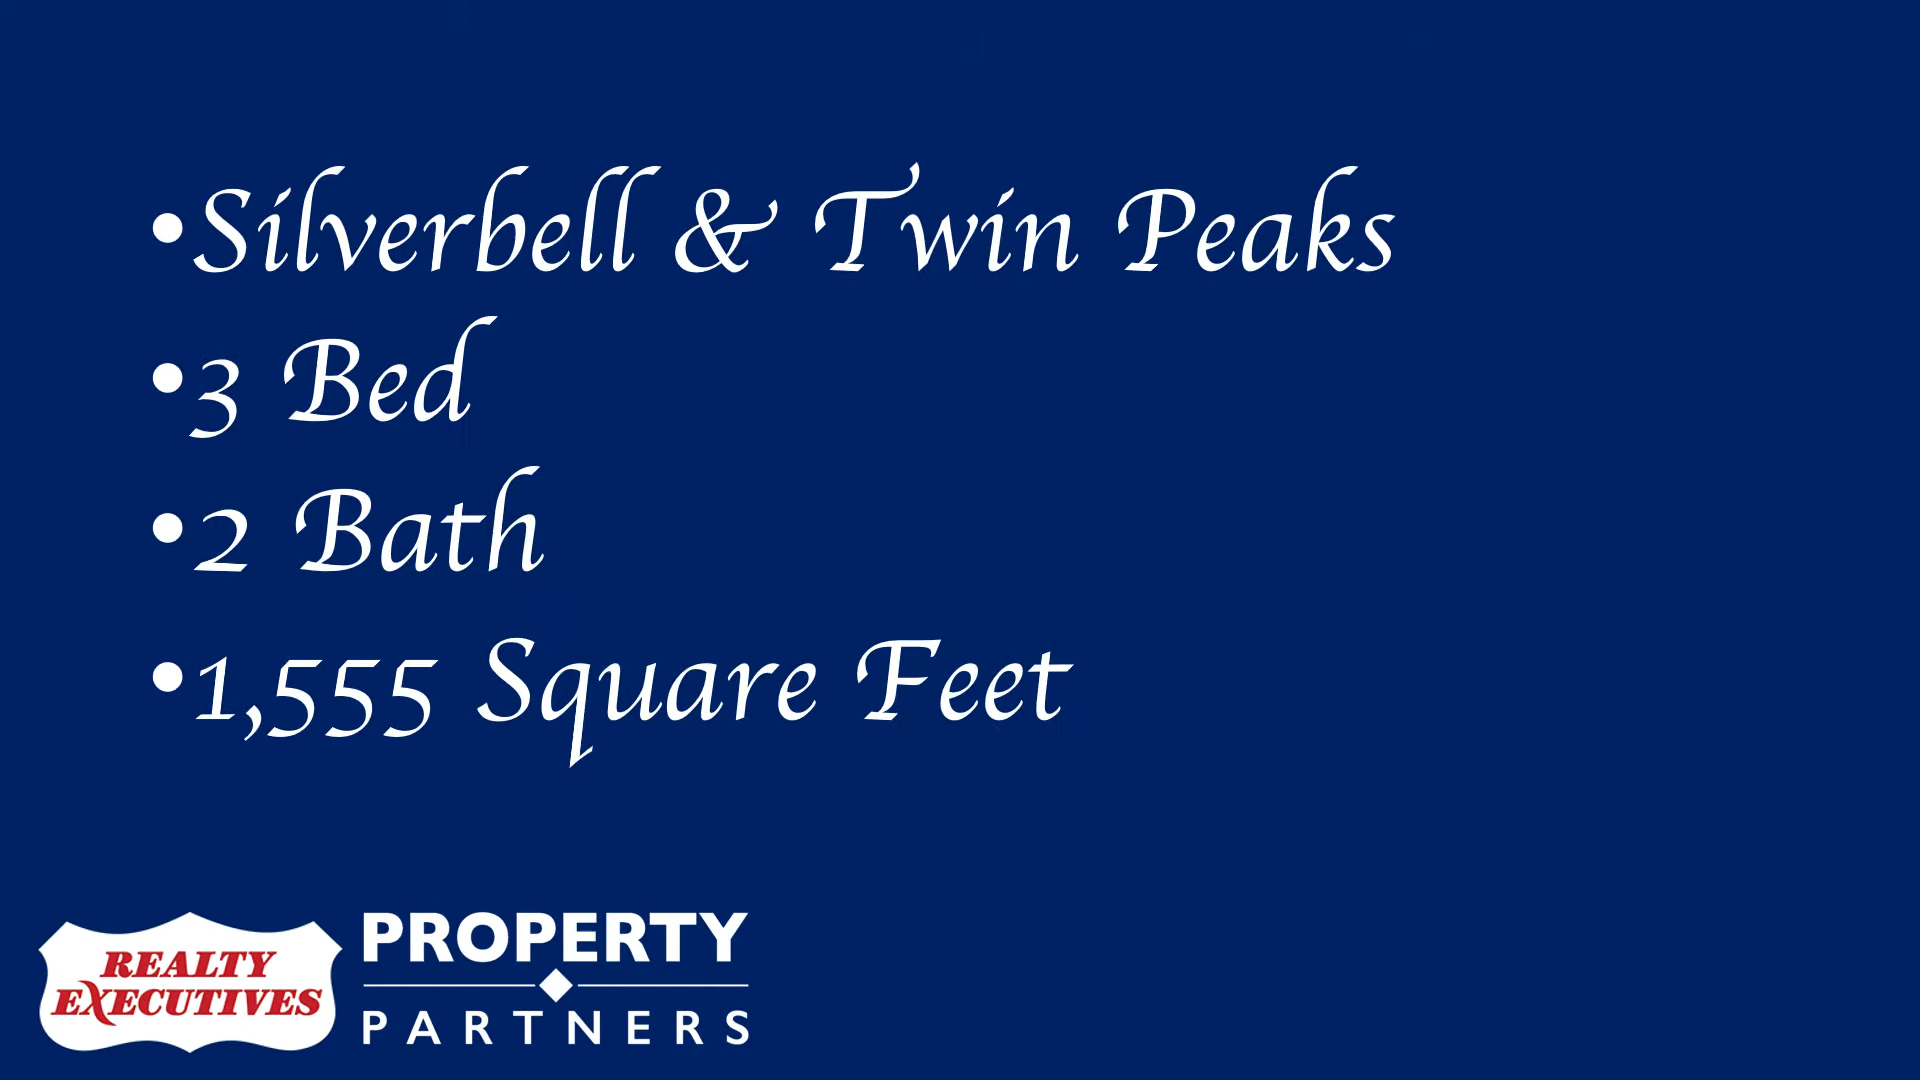 •Silverbell & Twin Peaks
•3 Bed
•2 Bath
•1,555 Square Feet
REALTY
EXECUTIVES
PROPERTY
PARTNERS